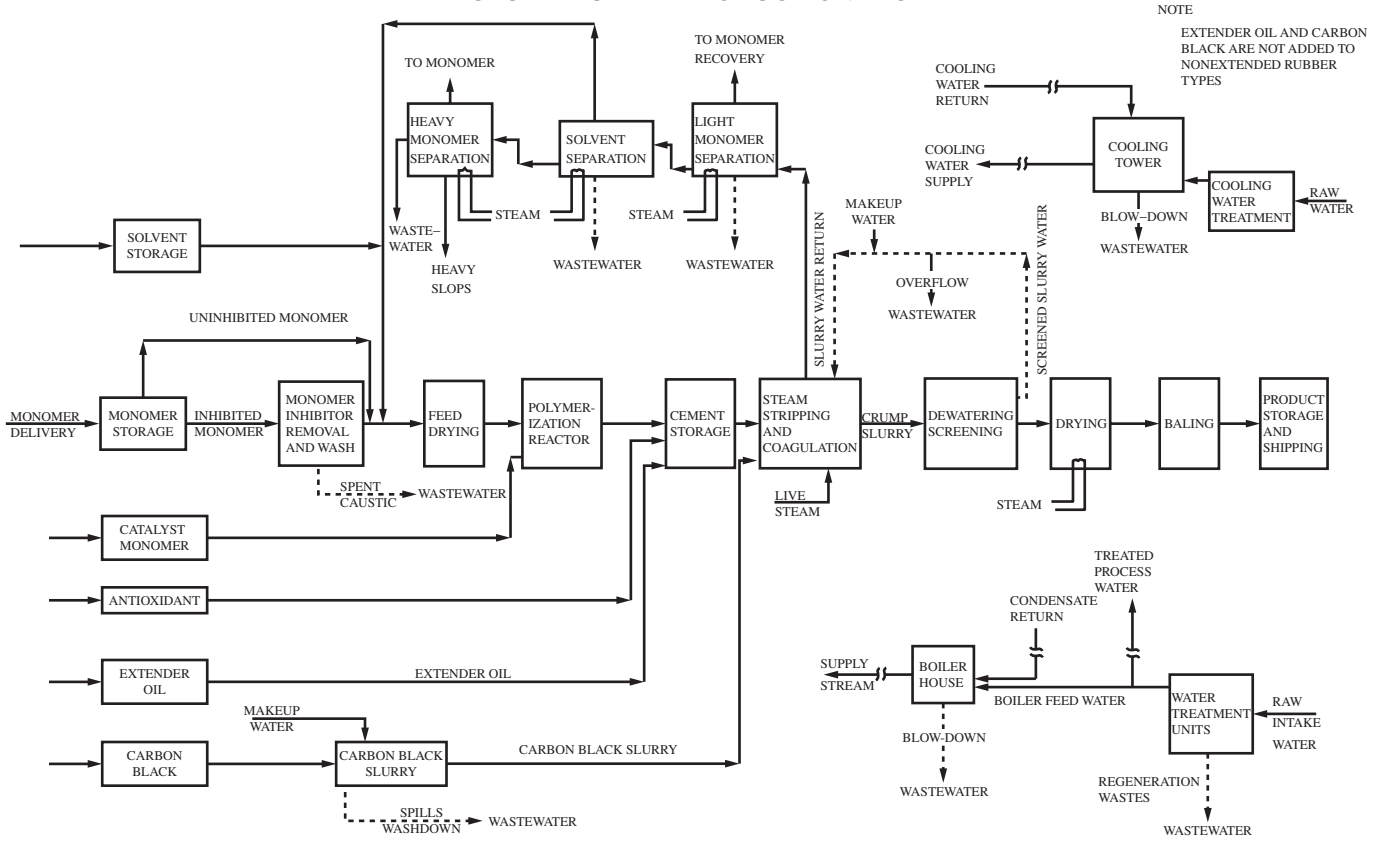 NOTE
EXTENDER OIL AND CARBON
BLACK ARE NOT ADDED TO
NONEXTENDED RUBBER
TYPES
TO MONOMER
TO MONOMER
RECOVERY
HEAVY
MONOMER
SEPARATION
SOLVENT
SEPARATION
LIGHT
MONOMER
SEPARATION
STEAM
STEAM
WASTE–
WATER
HEAVY
SLOPS
WASTEWATER
WASTEWATER
COOLING
WATER
RETURN
COOLING
WATER
SUPPLY
COOLING
TOWER
COOLING
WATER
TREATMENT
RAW
WATER
BLOW–DOWN
WASTEWATER
MAKEUP
WATER
SLURRY WATER RETURN
SCREENED SLURRY WATER
OVERFLOW
WASTEWATER
SOLVENT
STORAGE
UNINHIBITED MONOMER
MONOMER
DELIVERY
MONOMER
STORAGE
INHIBITED
MONOMER
MONOMER
INHIBITOR
REMOVAL
AND WASH
FEED
DRYING
POLYMER-
IZATION
REACTOR
CEMENT
STORAGE
STEAM
STRIPPING
AND
COAGULATION
CRUMP
SLURRY
DEWATERING
SCREENING
DRYING
BALING
PRODUCT
STORAGE
AND
SHIPPING
SPENT
CAUSTIC
WASTEWATER
LIVE
STEAM
STEAM
CATALYST
MONOMER
ANTIOXIDANT
EXTENDER
OIL
EXTENDER OIL
MAKEUP
WATER
CARBON
BLACK
CARBON BLACK
SLURRY
CARBON BLACK SLURRY
SPILLS
WASHDOWN
WASTEWATER
TREATED
PROCESS
WATER
CONDENSATE
RETURN
SUPPLY
STREAM
BOILER
HOUSE
BOILER FEED WATER
WATER
TREATMENT
UNITS
RAW
INTAKE
WATER
BLOW-DOWN
WASTEWATER
REGENERATION
WASTES
WASTEWATER